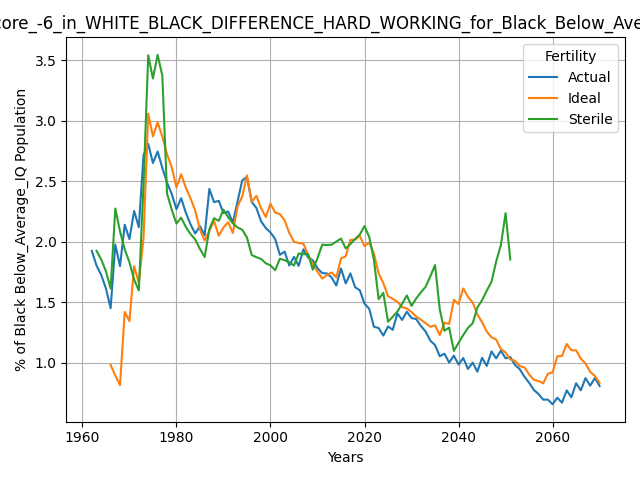 core_-6_in_WHITE_BLACK_DIFFERENCE_HARD_WORKING_for_Black_Below_Ave
% of Black Below_Average_IQ Population
3.5
3.0
2.5
2.0
1.5
1.0
Fertility
Actual
Ideal
Sterile
1960
1980
2000
2020
2040
2060
Years